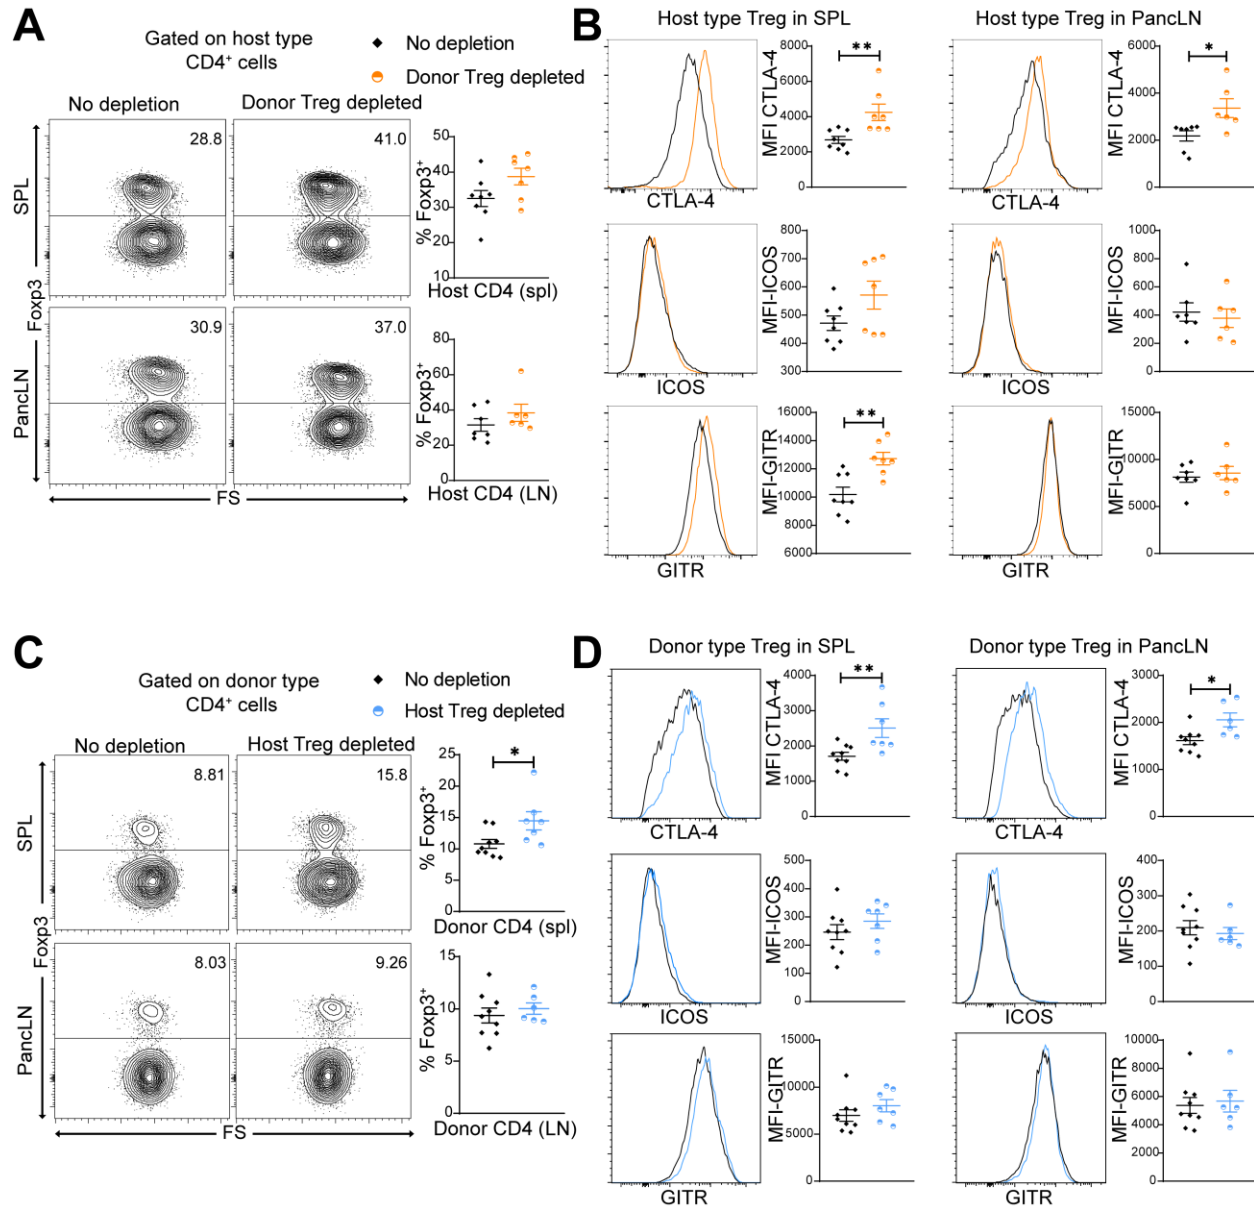 A
Gated on host type
CD4⁺ cells
No depletion
Donor Treg depleted
No depletion
Donor Treg depleted
SPL
28.8
41.0
50
40
30
20
10
% Foxp3⁺
Host CD4 (spl)
Foxp3
PancLN
30.9
37.0
80
60
40
20
0
% Foxp3⁺
Host CD4 (LN)
FS
B
Host type Treg in SPL
Host type Treg in PancLN
CTLA-4
MFI CTLA-4
8000
6000
4000
2000
0
**
CTLA-4
MFI CTLA-4
6000
4000
2000
0
*
ICOS
MFI-ICOS
800
700
600
500
400
300
ICOS
MFI-ICOS
1000
800
600
400
200
0
GITR
MFI-GITR
16000
14000
12000
10000
8000
6000
**
GITR
MFI-GITR
15000
10000
5000
0
C
Gated on donor type
CD4⁺ cells
No depletion
Host Treg depleted
No depletion
Host Treg depleted
SPL
8.81
15.8
25
20
15
10
5
0
% Foxp3⁺
*
Donor CD4 (spl)
Foxp3
PancLN
8.03
9.26
15
10
5
0
% Foxp3⁺
Donor CD4 (LN)
FS
D
Donor type Treg in SPL
Donor type Treg in PancLN
CTLA-4
MFI CTLA-4
4000
3000
2000
1000
0
**
CTLA-4
MFI CTLA-4
3000
2000
1000
0
*
ICOS
MFI-ICOS
500
400
300
200
100
0
ICOS
MFI-ICOS
400
300
200
100
0
GITR
MFI-GITR
15000
10000
5000
0
GITR
MFI-GITR
10000
8000
6000
4000
2000
0